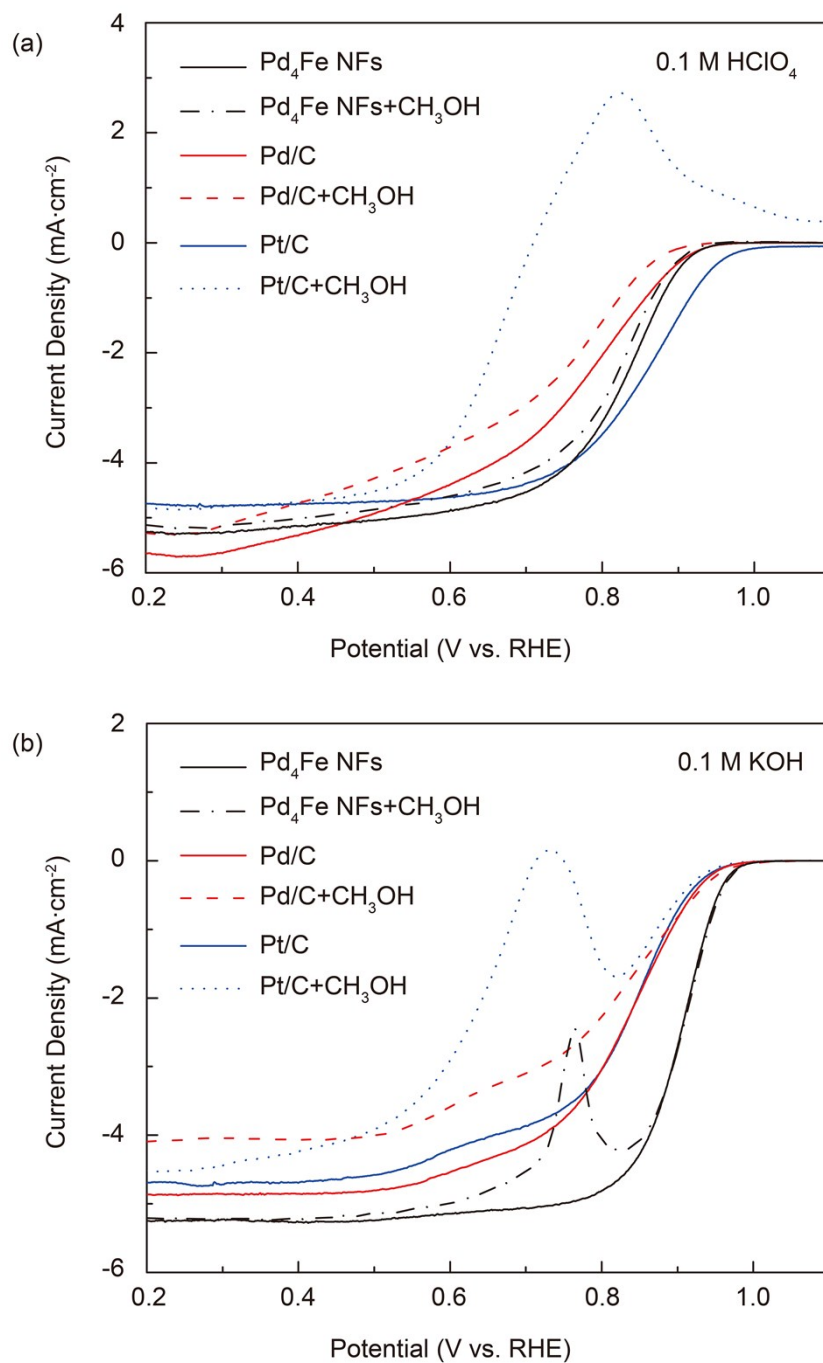 (a)
4
2
0
-2
-4
-6
Current Density (mA·cm⁻²)
Pd₄Fe NFs
Pd₄Fe NFs+CH₃OH
Pd/C
Pd/C+CH₃OH
Pt/C
Pt/C+CH₃OH
0.1 M HClO₄
0.2 0.4 0.6 0.8 1.0
Potential (V vs. RHE)
(b)
2
0
-2
-4
-6
Current Density (mA·cm⁻²)
Pd₄Fe NFs
Pd₄Fe NFs+CH₃OH
Pd/C
Pd/C+CH₃OH
Pt/C
Pt/C+CH₃OH
0.1 M KOH
0.2 0.4 0.6 0.8 1.0
Potential (V vs. RHE)